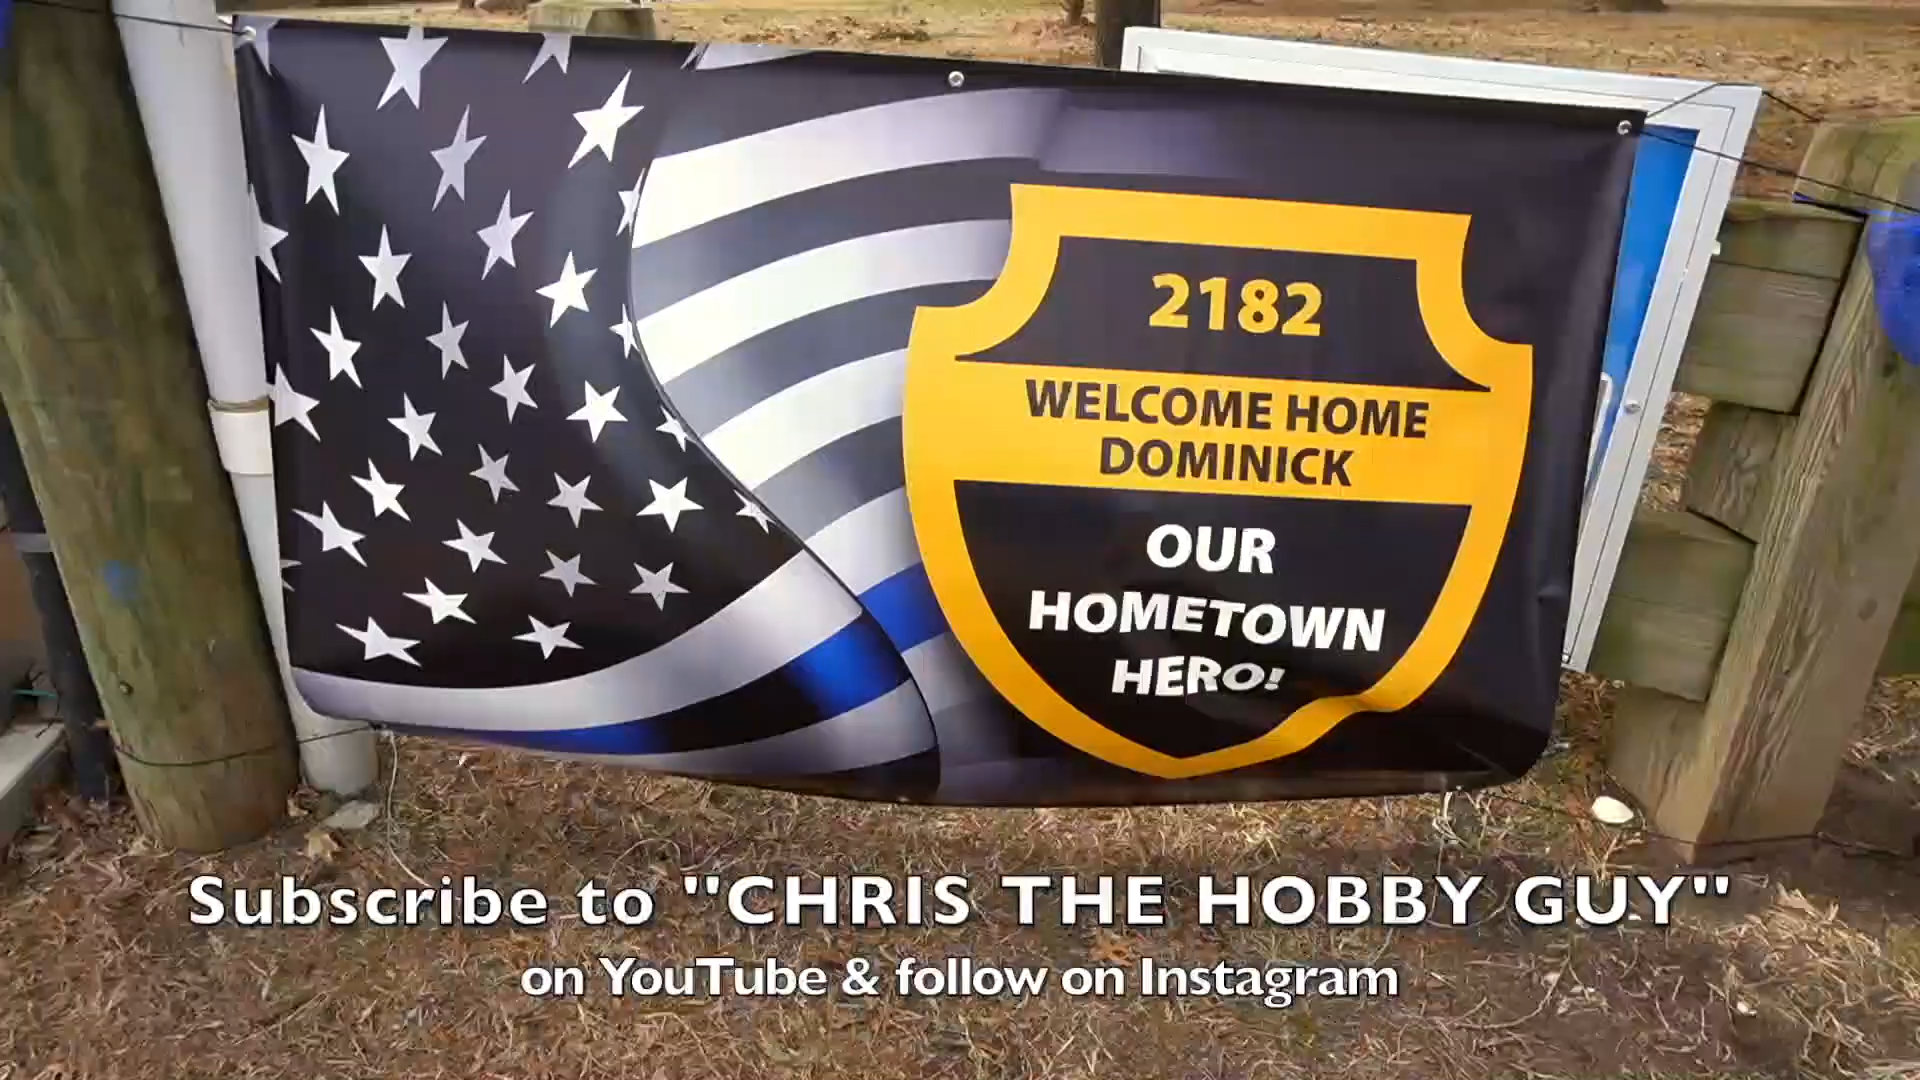 2182
WELCOME HOME
DOMINICK
OUR
HOMETOWN
HERO!
Subscribe to "CHRIS THE HOBBY GUY"
on YouTube & follow on Instagram